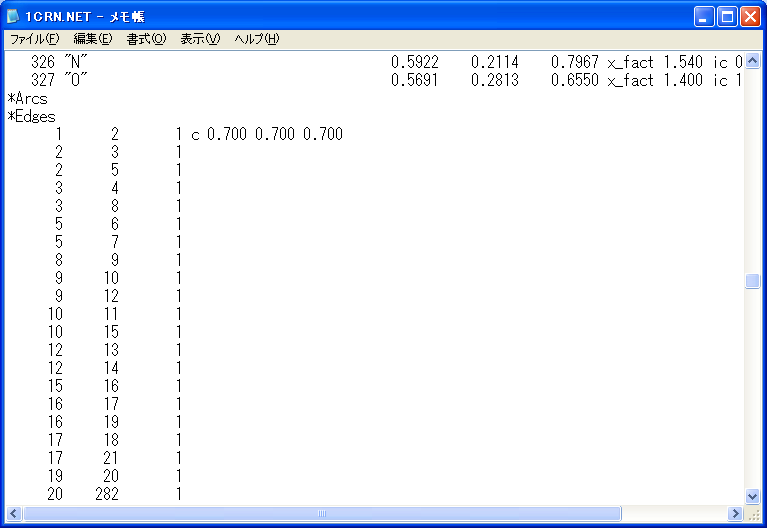 1CRN.NET - メモ帳
ファイル(F) 編集(E) 書式(O) 表示(V) ヘルプ(H)
326 "N" 0.5922 0.2114 0.7967 x_fact 1.540 ic 0
327 "O" 0.5691 0.2813 0.6550 x_fact 1.400 ic 1
*Arcs
*Edges
1 2 1 c 0.700 0.700 0.700
2 3 1
2 5 1
3 4 1
3 8 1
5 6 1
5 7 1
8 9 1
9 10 1
9 12 1
10 11 1
10 15 1
12 13 1
12 14 1
15 16 1
16 17 1
16 19 1
17 18 1
17 21 1
19 20 1
20 282 1